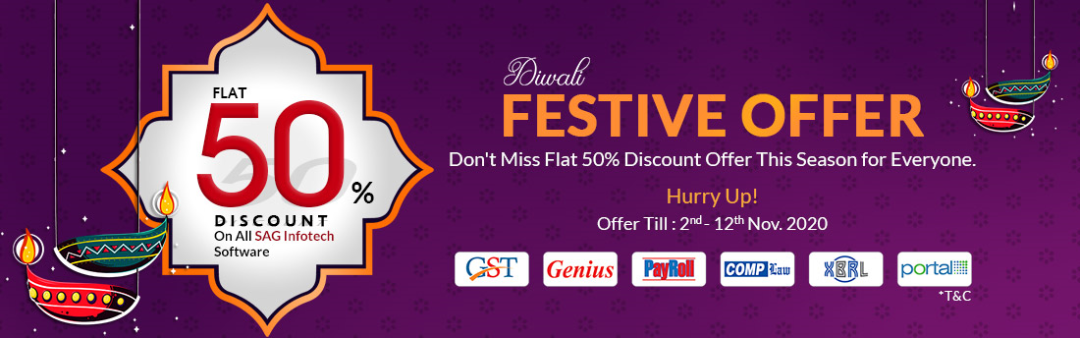 FLAT
50%
DISCOUNT
On All SAG Infotech
Software
Diwali
FESTIVE OFFER
Don't Miss Flat 50% Discount Offer This Season for Everyone.
Hurry Up!
Offer Till : 2nd - 12th Nov. 2020
GST Genius PayRoll COMP Law XBRL portal
*T&C